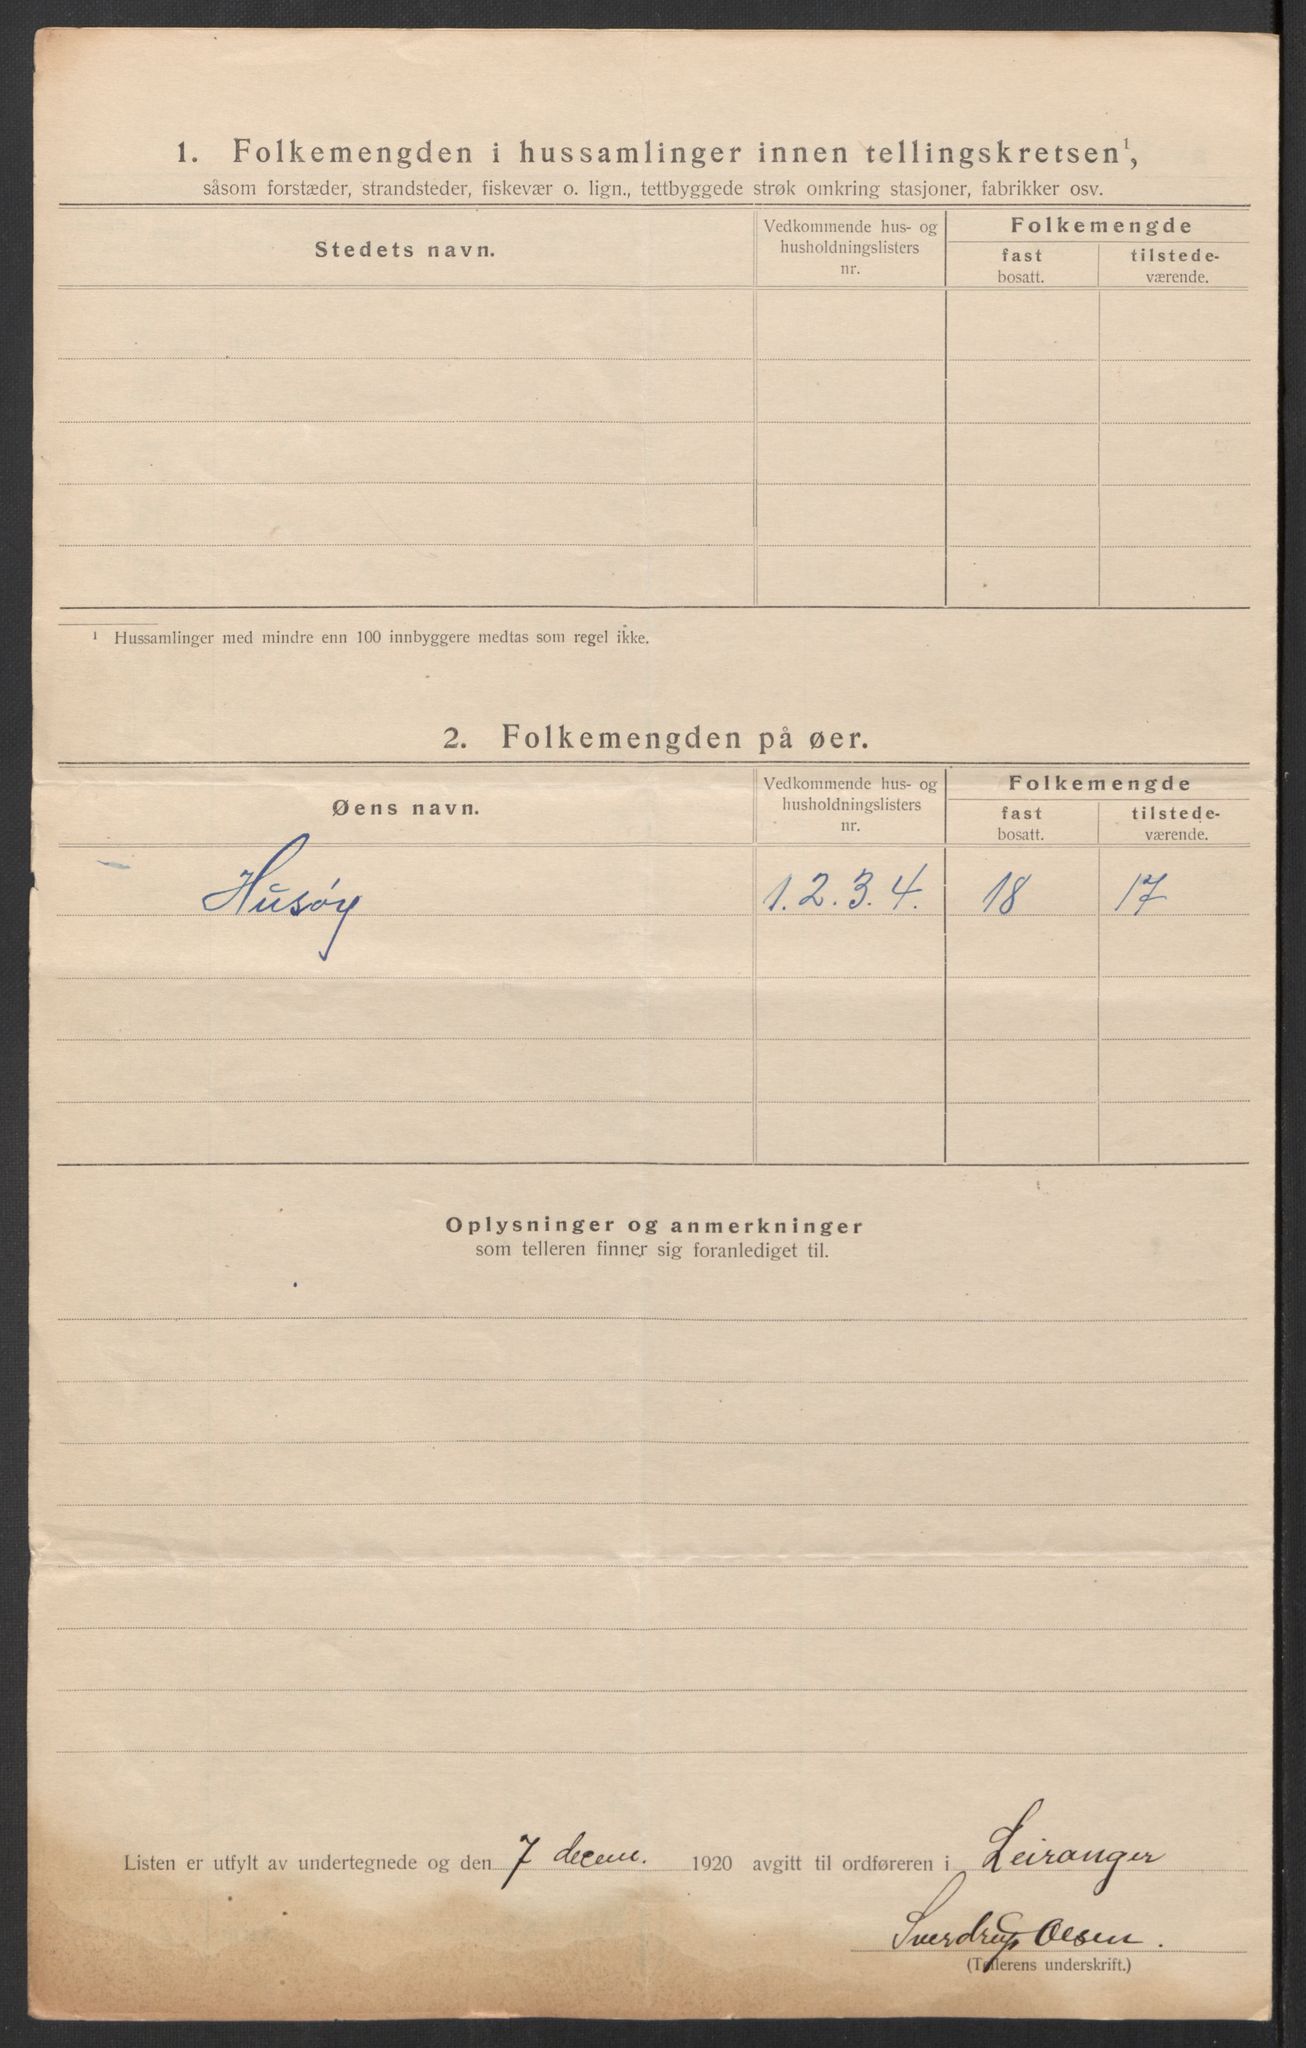 1. Folkemengden i hussamlinger innen tellingskretsen¹,
såsom forstæder, strandsteder, fiskevær o. lign., tettbyggede strøk omkring stasjoner, fabrikker osv.
Stedets navn.
Vedkommende hus- og
husholdningslisters
nr.
Folkemengde
fast
bosatt.
tilstede-
værende.
¹ Hussamlinger med mindre enn 100 innbyggere medtas som regel ikke.
2. Folkemengden på øer.
Øens navn.
Vedkommende hus- og
husholdningslisters
nr.
Folkemengde
fast
bosatt.
tilstede-
værende.
Husøy 1. 2. 3. 4. 18 17
Oplysninger og anmerkninger
som telleren finner sig foranlediget til.
Listen er utfylt av undertegnede og den 7 decem. 1920 avgitt til ordføreren i Leiranger
Sverdrup Olsen.
(Tellerens underskrift.)